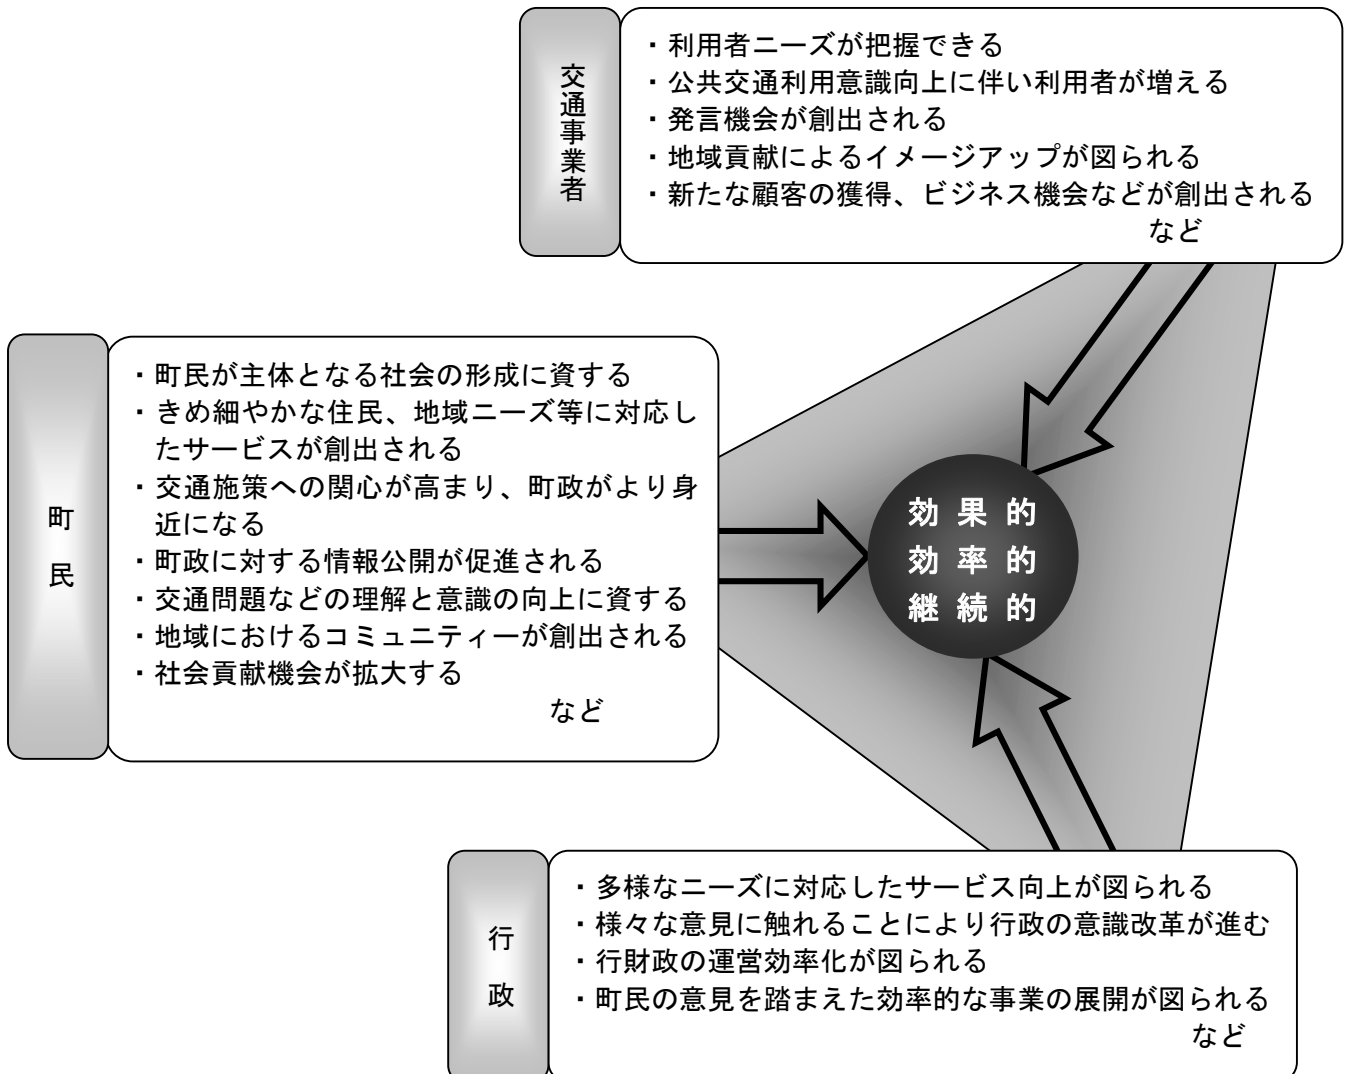 交通事業者
・利用者ニーズが把握できる
・公共交通利用意識向上に伴い利用者が増える
・発言機会が創出される
・地域貢献によるイメージアップが図られる
・新たな顧客の獲得、ビジネス機会などが創出される
など
町民
・町民が主体となる社会の形成に資する
・きめ細やかな住民、地域ニーズ等に対応し
たサービスが創出される
・交通施策への関心が高まり、町政がより身
近になる
・町政に対する情報公開が促進される
・交通問題などの理解と意識の向上に資する
・地域におけるコミュニティーが創出される
・社会貢献機会が拡大する
など
効果的
効率的
継続的
行政
・多様なニーズに対応したサービス向上が図られる
・様々な意見に触れることにより行政の意識改革が進む
・行財政の運営効率化が図られる
・町民の意見を踏まえた効率的な事業の展開が図られる
など